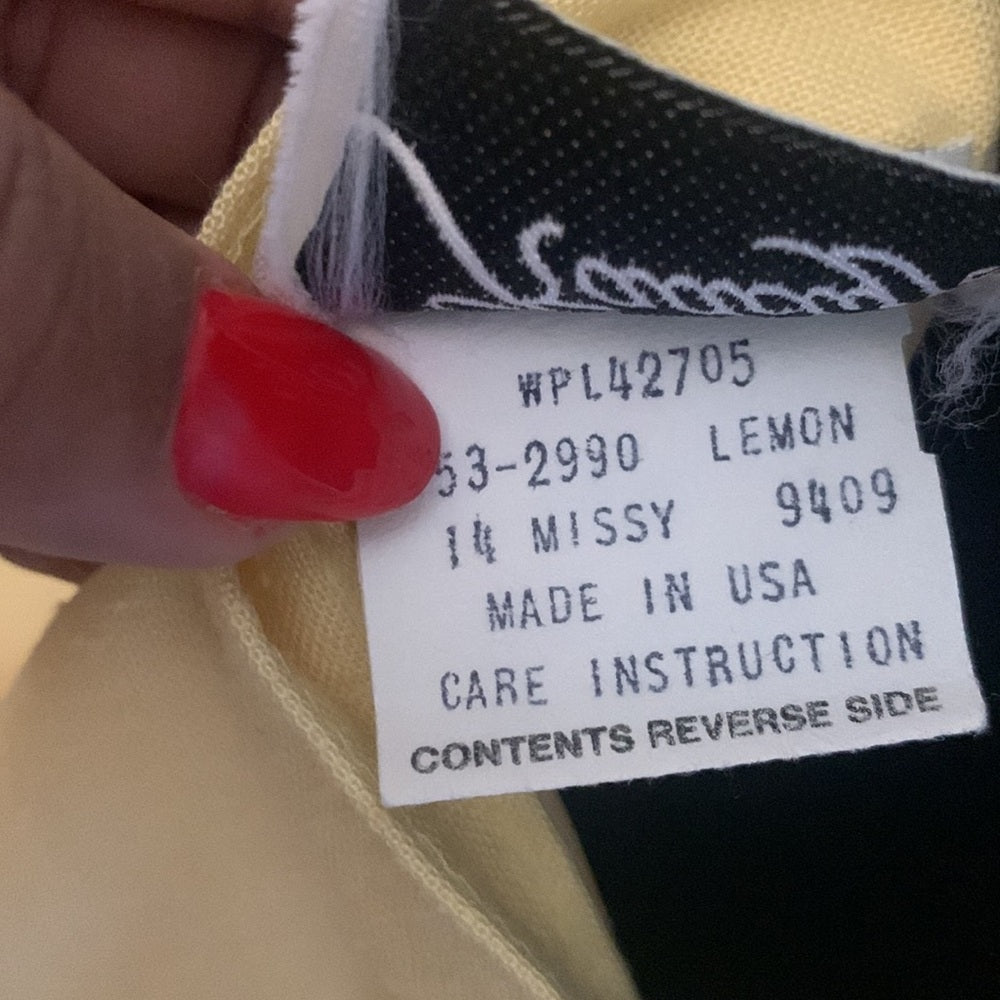 WPL42705
53-2990 LEMON
14 MISSY 9409
MADE IN USA
CARE INSTRUCTION
CONTENTS REVERSE SIDE